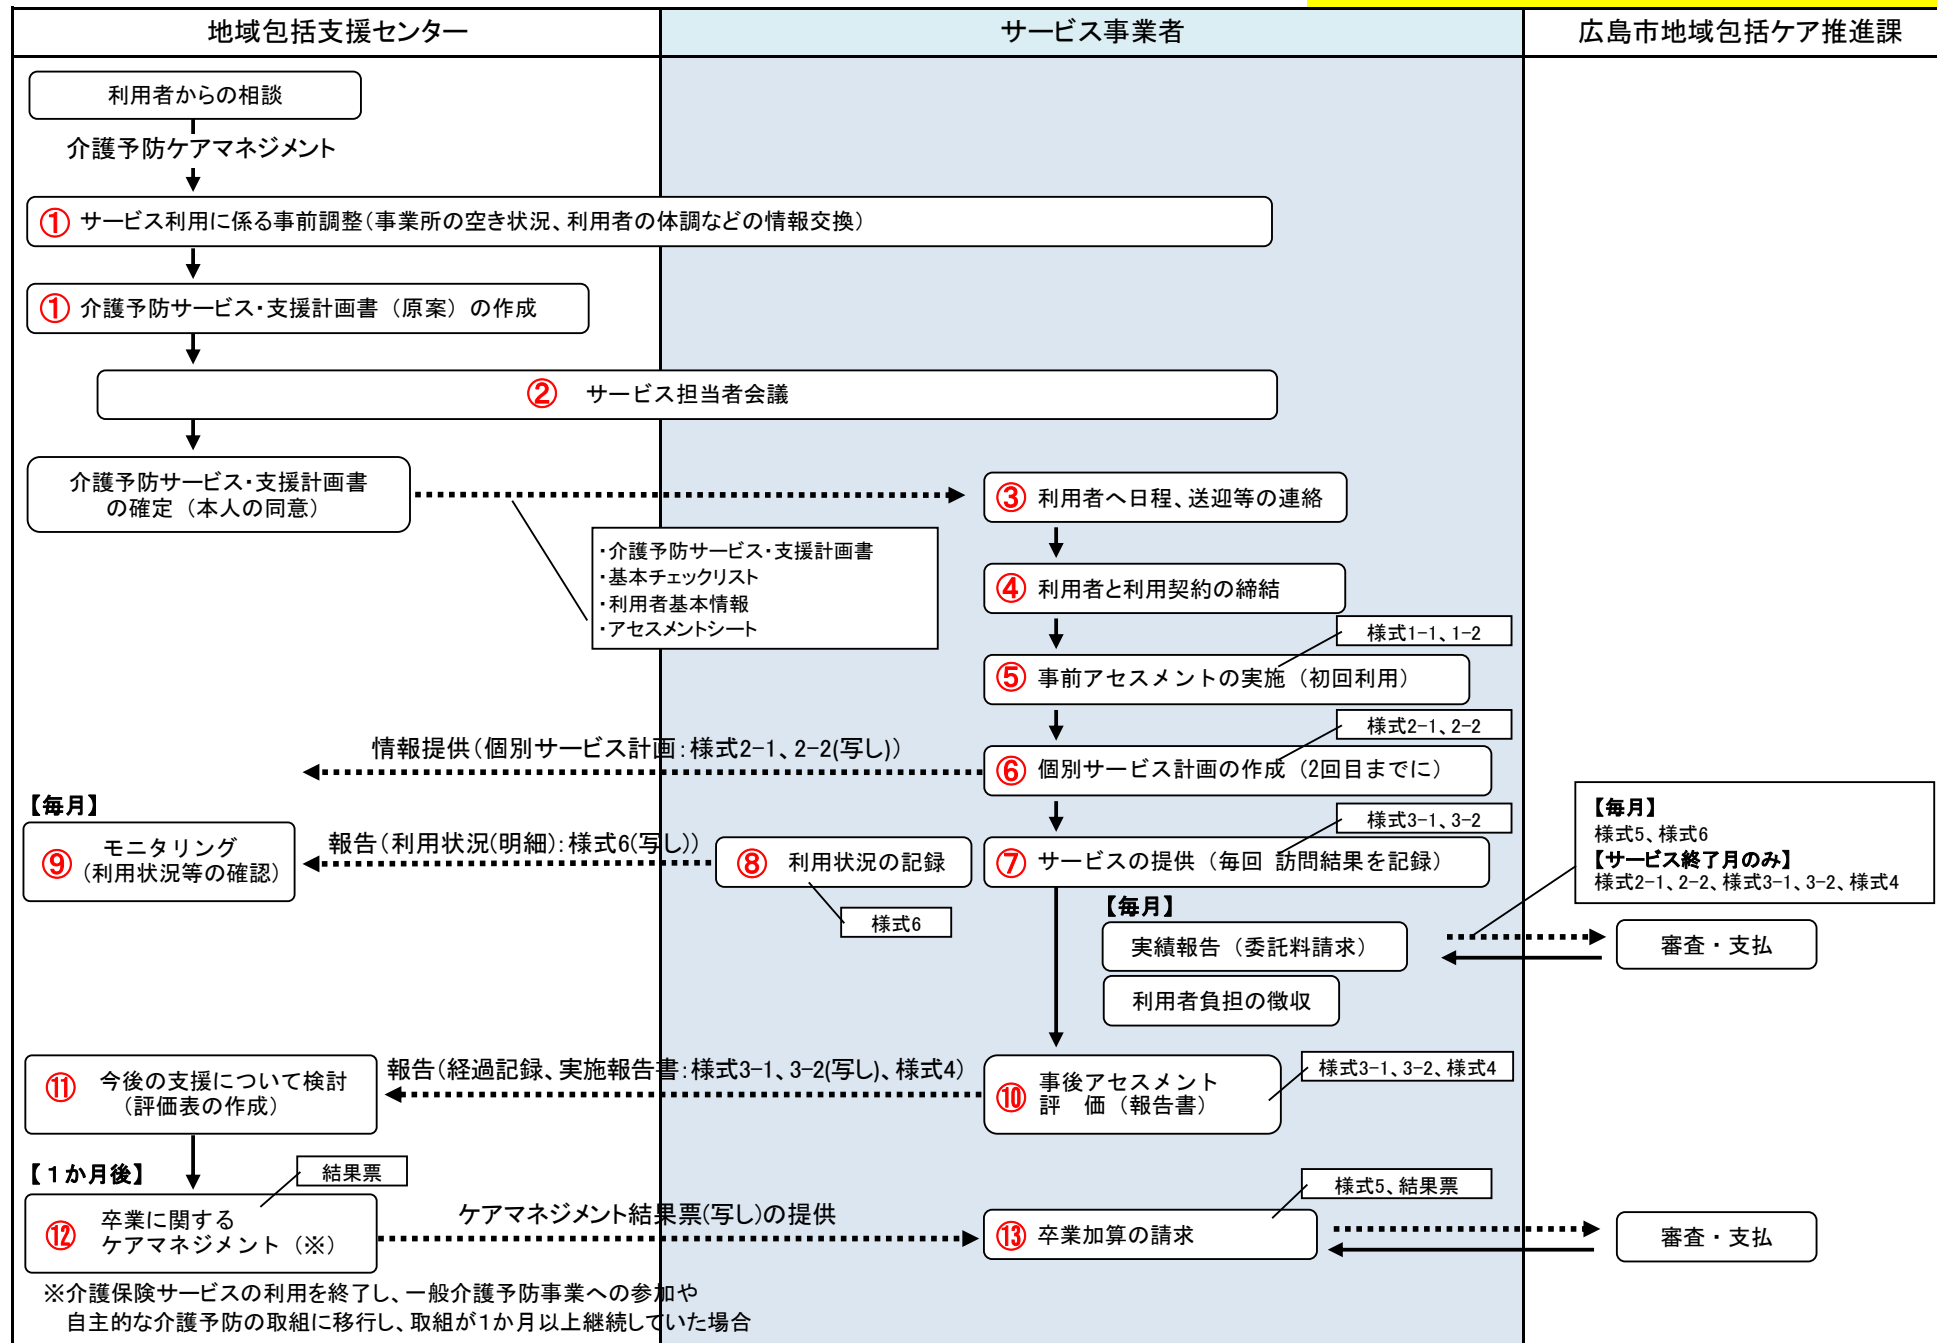 地域包括支援センター
サービス事業者
広島市地域包括ケア推進課
利用者からの相談
介護予防ケアマネジメント
① サービス利用に係る事前調整(事業所の空き状況、利用者の体調などの情報交換)
① 介護予防サービス・支援計画書（原案）の作成
② サービス担当者会議
介護予防サービス・支援計画書
の確定（本人の同意）
・介護予防サービス・支援計画書
・基本チェックリスト
・利用者基本情報
・アセスメントシート
③ 利用者へ日程、送迎等の連絡
④ 利用者と利用契約の締結
様式1-1、1-2
⑤ 事前アセスメントの実施（初回利用）
様式2-1、2-2
情報提供(個別サービス計画:様式2-1、2-2(写し))
⑥ 個別サービス計画の作成（2回目までに）
様式3-1、3-2
【毎月】
⑨ モニタリング
(利用状況等の確認)
報告(利用状況(明細):様式6(写し))
⑧ 利用状況の記録
様式6
⑦ サービスの提供（毎回 訪問結果を記録）
【毎月】
様式5、様式6
【サービス終了月のみ】
様式2-1、2-2、様式3-1、3-2、様式4
【毎月】
実績報告（委託料請求）
審査・支払
利用者負担の徴収
⑪ 今後の支援について検討
（評価表の作成）
報告(経過記録、実施報告書:様式3-1、3-2(写し)、様式4)
⑩ 事後アセスメント
評　価（報告書）
様式3-1、3-2、様式4
【１か月後】
結果票
⑫ 卒業に関する
ケアマネジメント（※）
ケアマネジメント結果票(写し)の提供
様式5、結果票
⑬ 卒業加算の請求
審査・支払
※介護保険サービスの利用を終了し、一般介護予防事業への参加や
自主的な介護予防の取組に移行し、取組が1か月以上継続していた場合